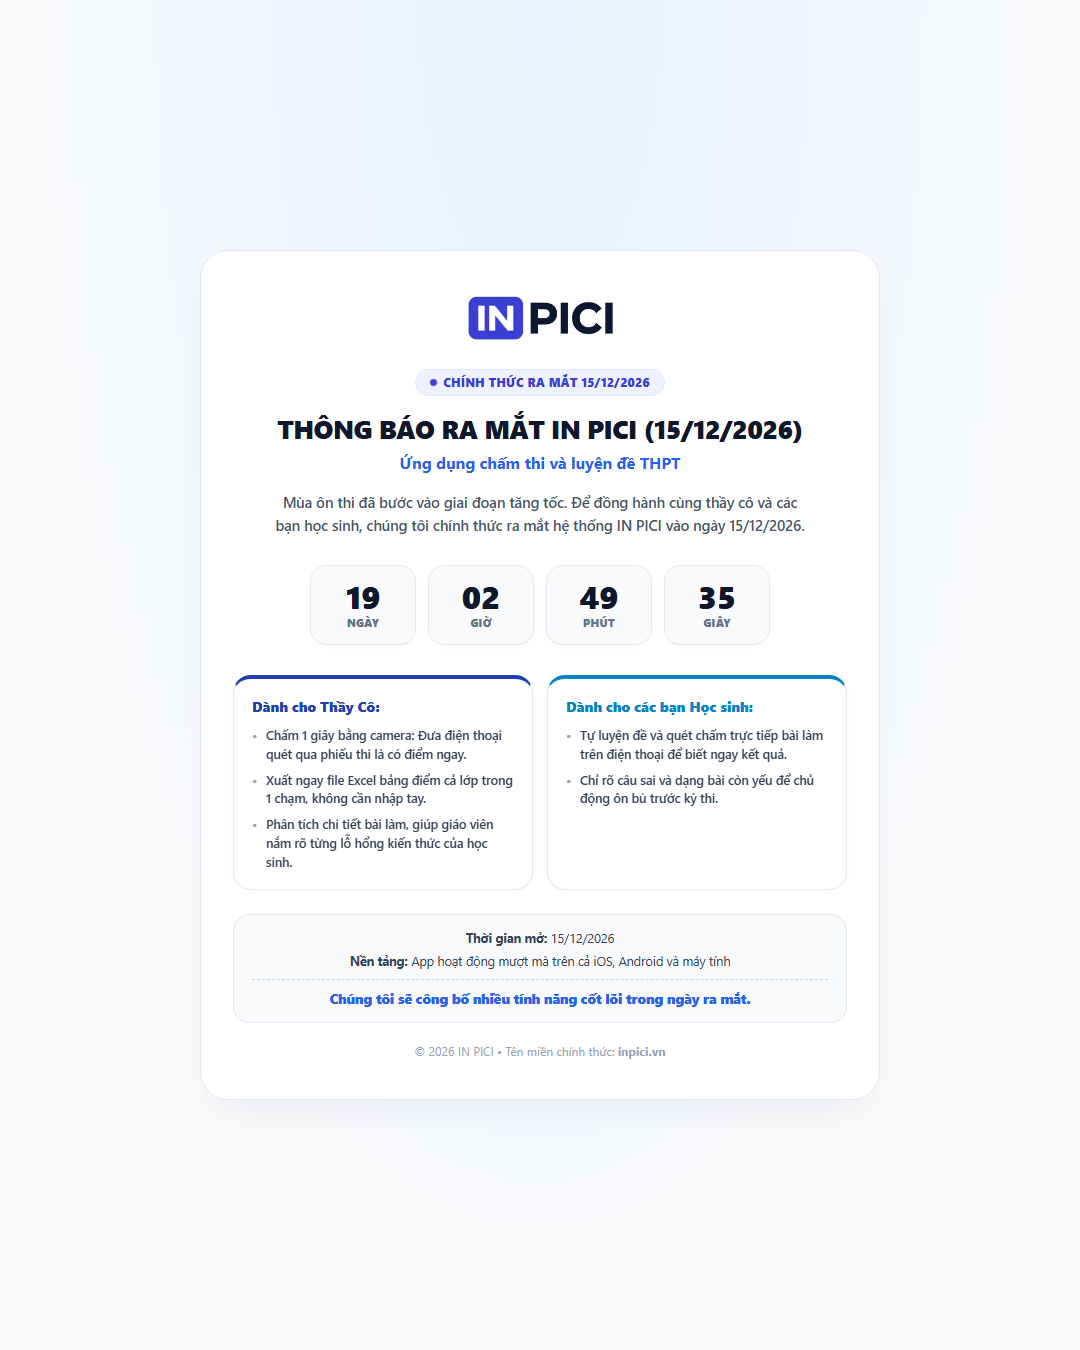 IN PICI
CHÍNH THỨC RA MẮT 15/12/2026
THÔNG BÁO RA MẮT IN PICI (15/12/2026)
Ứng dụng chấm thi và luyện đề THPT
Mùa ôn thi đã bước vào giai đoạn tăng tốc. Để đồng hành cùng thầy cô và các
bạn học sinh, chúng tôi chính thức ra mắt hệ thống IN PICI vào ngày 15/12/2026.
19 02 49 35
NGÀY GIỜ PHÚT GIÂY
Dành cho Thầy Cô:
• Chấm 1 giây bằng camera: Đưa điện thoại
quét qua phiếu thi là có điểm ngay.
• Xuất ngay file Excel bảng điểm cả lớp trong
1 chạm, không cần nhập tay.
• Phân tích chi tiết bài làm, giúp giáo viên
nắm rõ từng lỗ hổng kiến thức của học
sinh.
Dành cho các bạn Học sinh:
• Tự luyện đề và quét chấm trực tiếp bài làm
trên điện thoại để biết ngay kết quả.
• Chỉ rõ câu sai và dạng bài còn yếu để chủ
động ôn bù trước kỳ thi.
Thời gian mở: 15/12/2026
Nền tảng: App hoạt động mượt mà trên cả iOS, Android và máy tính
Chúng tôi sẽ công bố nhiều tính năng cốt lõi trong ngày ra mắt.
© 2026 IN PICI • Tên miền chính thức: inpici.vn